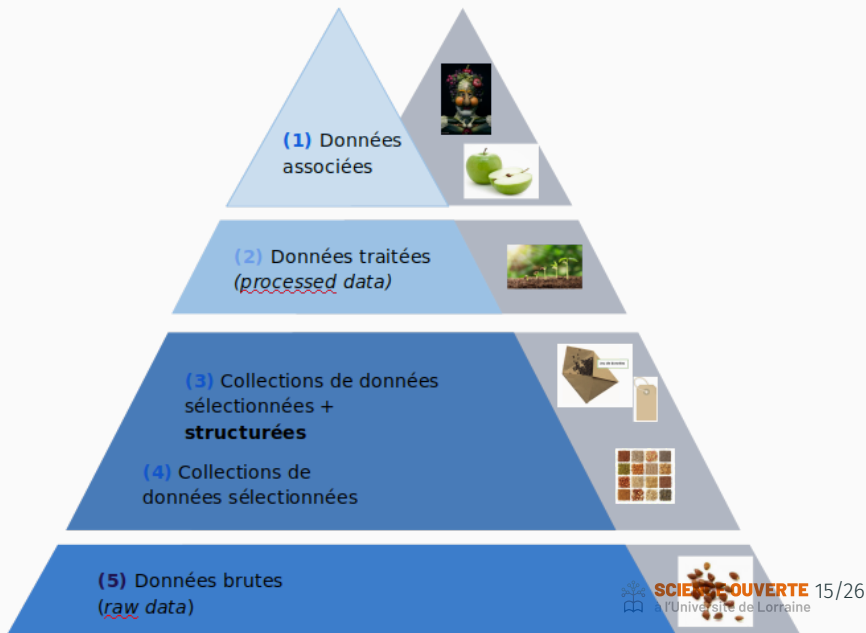 (1) Données
associées
(2) Données traitées
(processed data)
(3) Collections de données
sélectionnées +
structurées
(4) Collections de
données sélectionnées
(5) Données brutes
(raw data)
SCIENCE OUVERTE 15/26
à l'Université de Lorraine